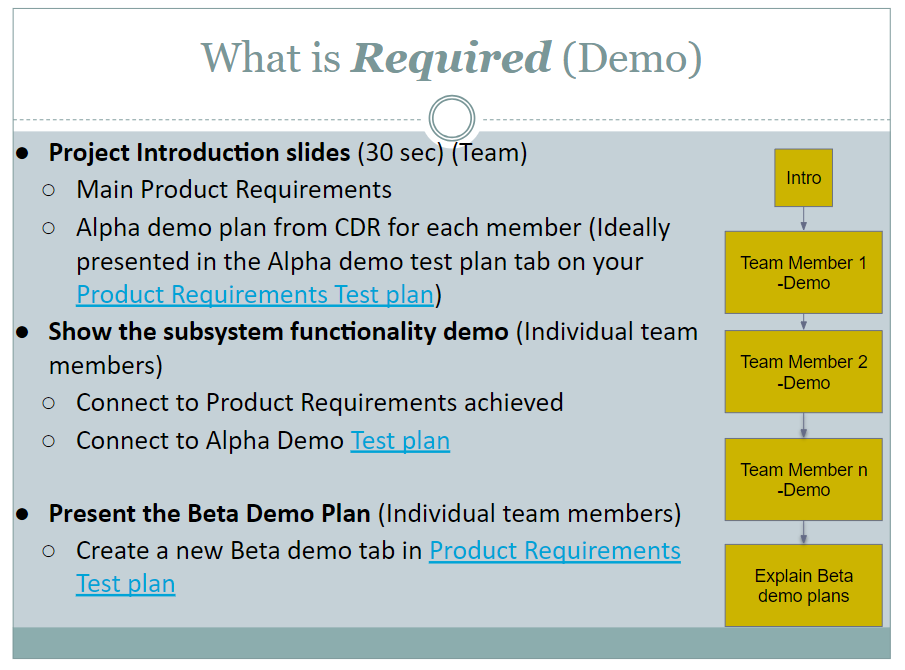 What is Required (Demo)
● Project Introduction slides (30 sec) (Team)
○ Main Product Requirements
○ Alpha demo plan from CDR for each member (Ideally
presented in the Alpha demo test plan tab on your
Product Requirements Test plan)
● Show the subsystem functionality demo (Individual team
members)
○ Connect to Product Requirements achieved
○ Connect to Alpha Demo Test plan
● Present the Beta Demo Plan (Individual team members)
○ Create a new Beta demo tab in Product Requirements
Test plan
Intro
Team Member 1
-Demo
Team Member 2
-Demo
Team Member n
-Demo
Explain Beta
demo plans